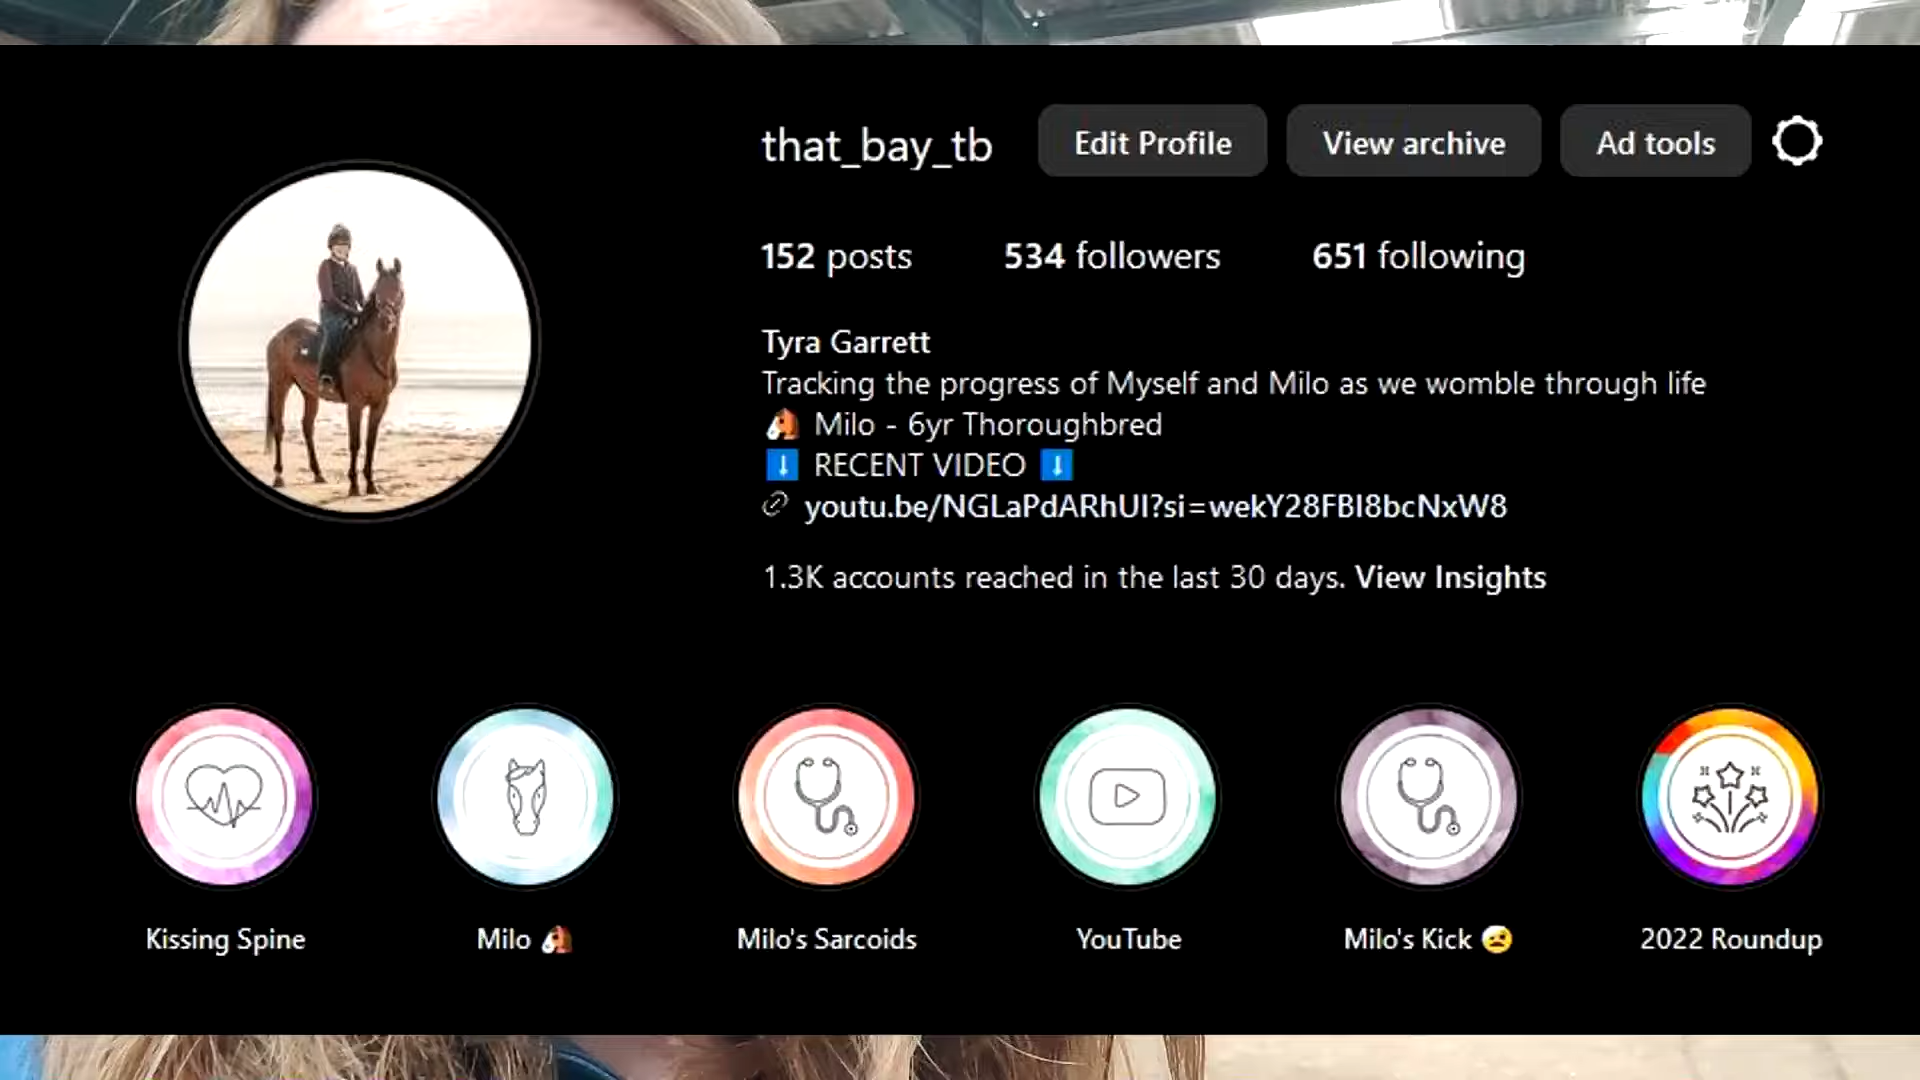 that_bay_tb Edit Profile View archive Ad tools
152 posts 534 followers 651 following
Tyra Garrett
Tracking the progress of Myself and Milo as we womble through life
🐴 Milo - 6yr Thoroughbred
⬇️ RECENT VIDEO ⬇️
youtu.be/NGLaPdARhUI?si=wekY28FBI8bcNxW8
1.3K accounts reached in the last 30 days. View Insights
Kissing Spine Milo 🐴 Milo's Sarcoids YouTube Milo's Kick 🤕 2022 Roundup